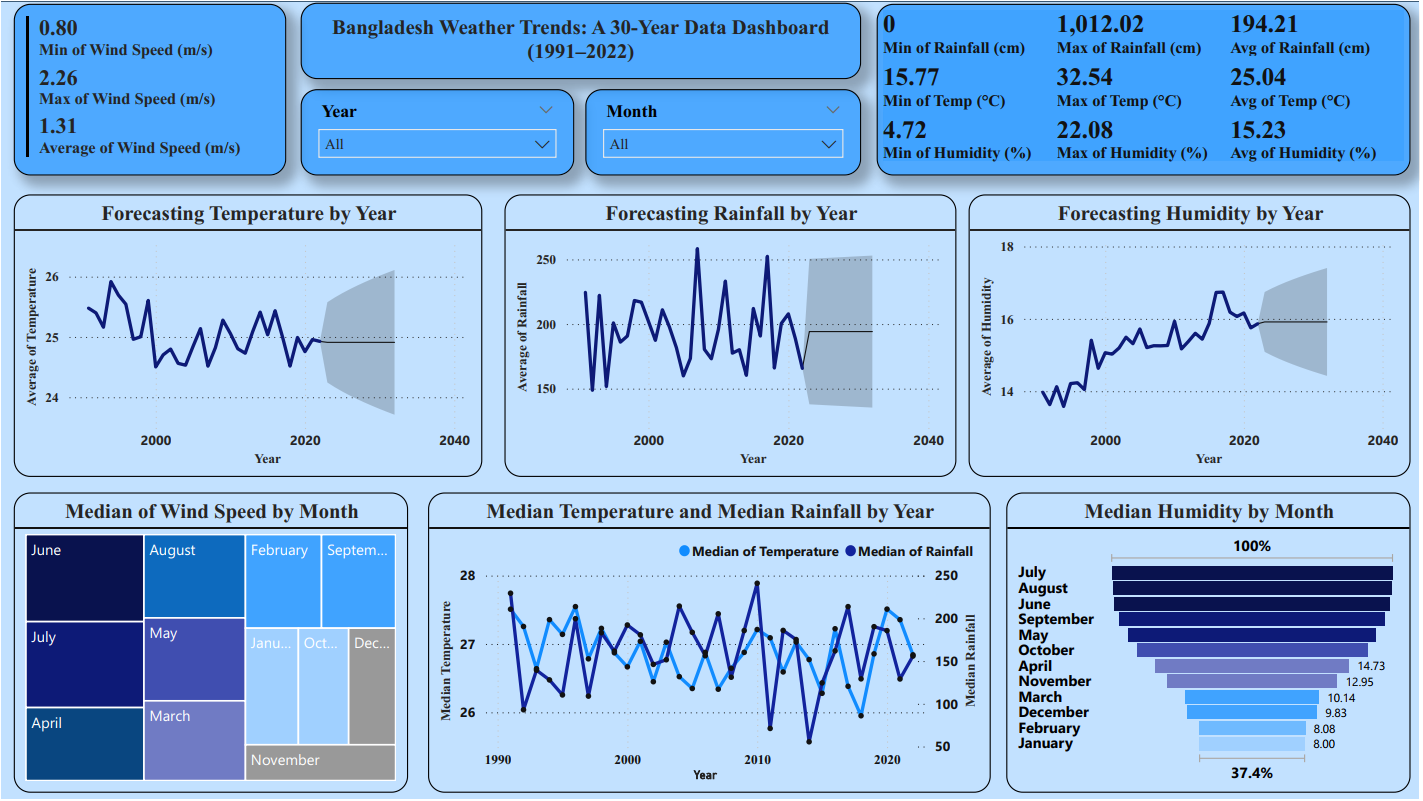 0.80
Min of Wind Speed (m/s)
2.26
Max of Wind Speed (m/s)
1.31
Average of Wind Speed (m/s)
Bangladesh Weather Trends: A 30-Year Data Dashboard
(1991–2022)
Year
All
Month
All
0
Min of Rainfall (cm)
1,012.02
Max of Rainfall (cm)
194.21
Avg of Rainfall (cm)
15.77
Min of Temp (°C)
32.54
Max of Temp (°C)
25.04
Avg of Temp (°C)
4.72
Min of Humidity (%)
22.08
Max of Humidity (%)
15.23
Avg of Humidity (%)
Forecasting Temperature by Year
Average of Temperature
26
25
24
2000
2020
2040
Year
Forecasting Rainfall by Year
Average of Rainfall
250
200
150
2000
2020
2040
Year
Forecasting Humidity by Year
Average of Humidity
18
16
14
2000
2020
2040
Year
Median of Wind Speed by Month
June
July
April
August
May
March
February
Septem...
Janu...
Oct...
Dec...
November
Median Temperature and Median Rainfall by Year
Median of Temperature
Median of Rainfall
Median Temperature
28
27
26
250
200
150
100
50
Median Rainfall
1990
2000
2010
2020
Year
Median Humidity by Month
100%
July
August
June
September
May
October
April 14.73
November 12.95
March 10.14
December 9.83
February 8.08
January 8.00
37.4%